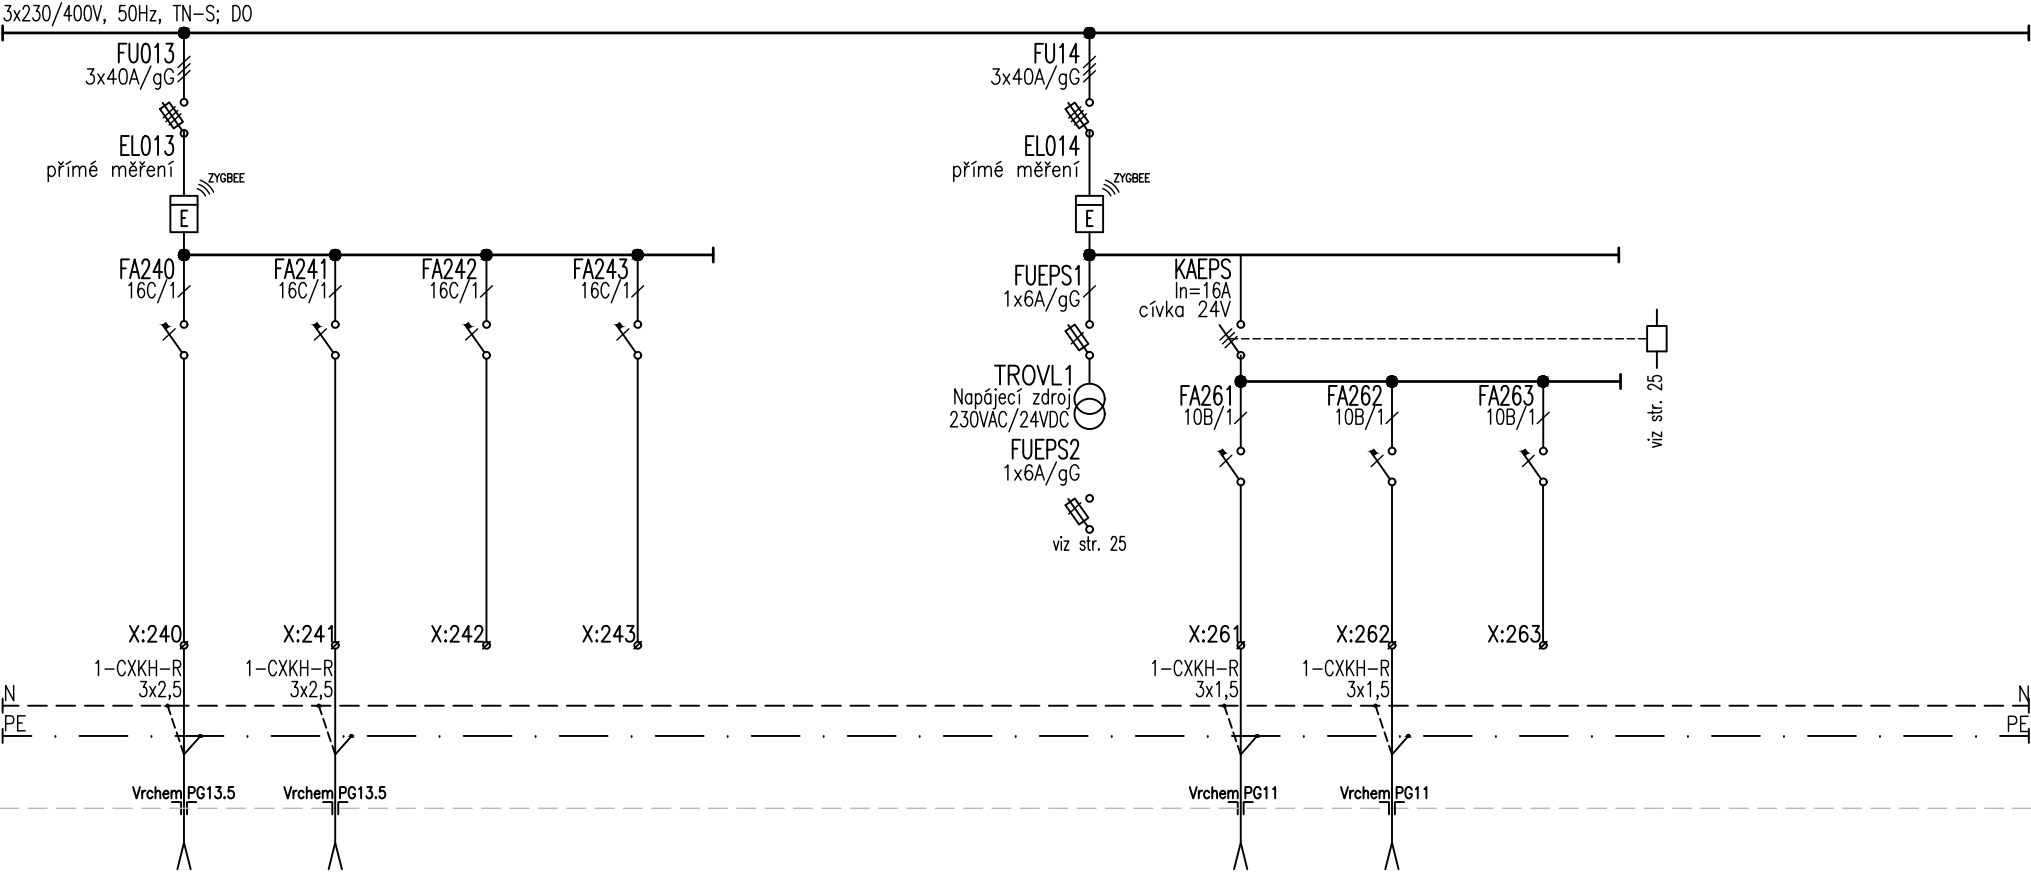 3x230/400V, 50Hz, TN-S; DO
FU013
3x40A/gG
EL013
přímé měření
ZYGBEE
E
FU14
3x40A/gG
EL014
přímé měření
ZYGBEE
E
FA240
16C/1
FA241
16C/1
FA242
16C/1
FA243
16C/1
FUEPS1
1x6A/gG
TROVL1
Napájecí zdroj
230VAC/24VDC
FUEPS2
1x6A/gG
viz str. 25
KAEPS
In=16A
cívka 24V
viz str. 25
FA261
10B/1
FA262
10B/1
FA263
10B/1
X:240
X:241
X:242
X:243
X:261
X:262
X:263
1-CXKH-R
3x2,5
1-CXKH-R
3x2,5
1-CXKH-R
3x1,5
1-CXKH-R
3x1,5
N
N
PE
PE
Vrchem PG13.5
Vrchem PG13.5
Vrchem PG11
Vrchem PG11